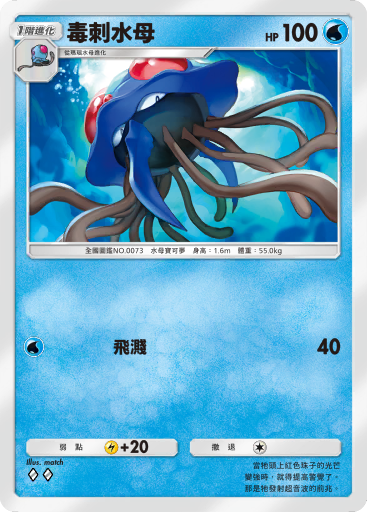 1階進化 毒刺水母 HP 100
從瑪瑙水母進化
全國圖鑑NO.0073 水母寶可夢 身高：1.6m 體重：55.0kg
飛濺 40
弱點 +20 撤退
Illus. match
當牠頭上紅色珠子的光芒
變強時，就得提高警覺了。
那是牠發射超音波的前兆。